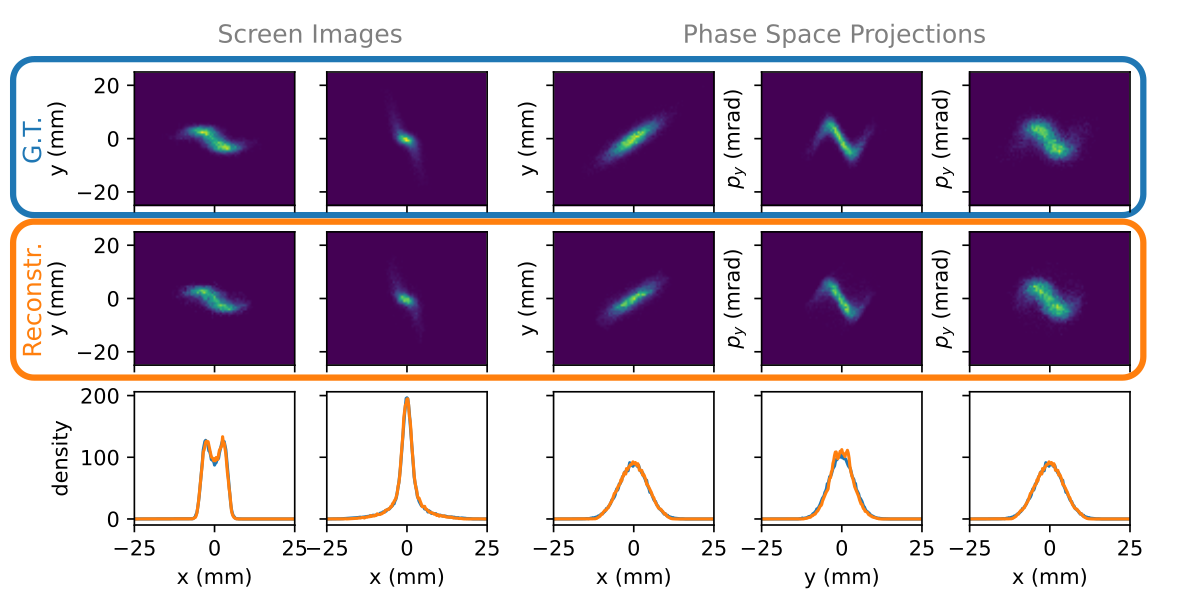 Screen Images Phase Space Projections
G.T.
y (mm)
20
0
−20
y (mm)
p_y (mrad)
p_y (mrad)
Reconstr.
y (mm)
20
0
−20
y (mm)
p_y (mrad)
p_y (mrad)
density
200
100
0
−25 0 25 −25 0 25 −25 0 25 −25 0 25 −25 0 25
x (mm) x (mm) x (mm) y (mm) x (mm)